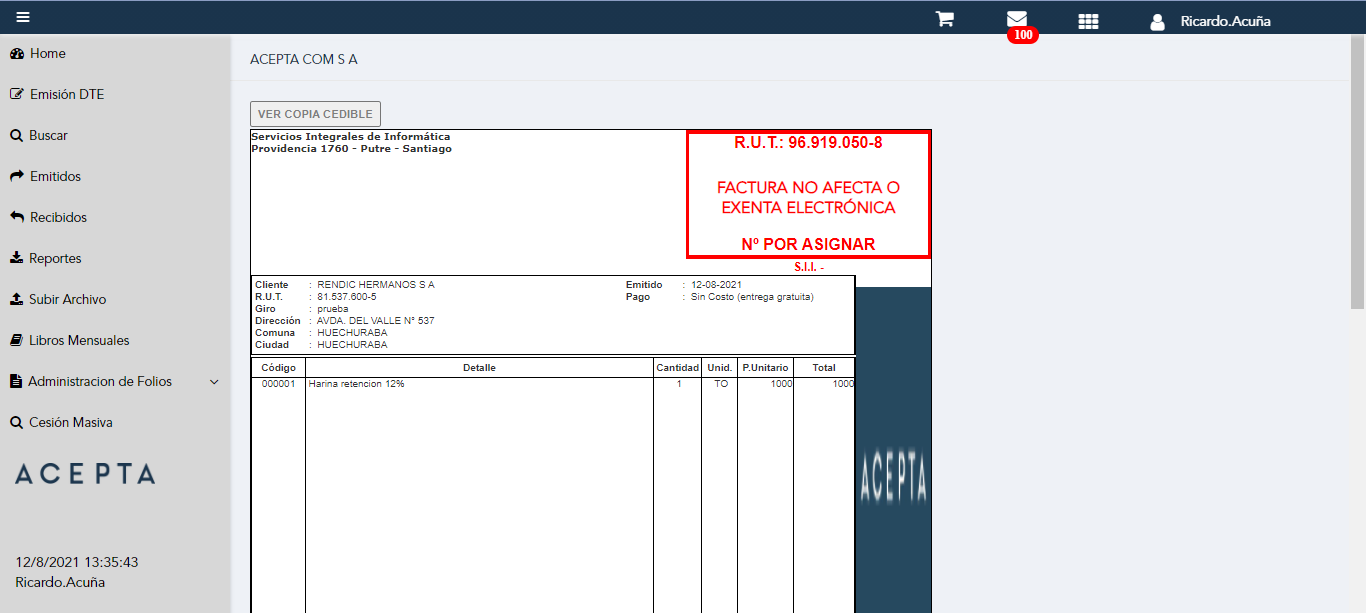 100
Ricardo.Acuña
Home
Emisión DTE
Buscar
Emitidos
Recibidos
Reportes
Subir Archivo
Libros Mensuales
Administracion de Folios
Cesión Masiva
ACEPTA
12/8/2021 13:35:43
Ricardo.Acuña
ACEPTA COM S A
VER COPIA CEDIBLE
Servicios Integrales de Informática
Providencia 1760 - Putre - Santiago
R.U.T.: 96.919.050-8
FACTURA NO AFECTA O
EXENTA ELECTRÓNICA
Nº POR ASIGNAR
S.I.I. -
Cliente : RENDIC HERMANOS S A Emitido : 12-08-2021
R.U.T. : 81.537.600-5 Pago : Sin Costo (entrega gratuita)
Giro : prueba
Dirección : AVDA. DEL VALLE N° 537
Comuna : HUECHURABA
Ciudad : HUECHURABA
Código Detalle Cantidad Unid. P.Unitario Total
000001 Harina retencion 12% 1 TO 1000 1000
ACEPTA